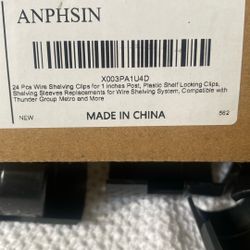 ANPHSIN
X003PA1U4D
24 Pcs Wire Shelving Clips for 1 Inches Post, Plastic Shelf Locking Clips,
Shelving Sleeves Replacements for Wire Shelving System, Compatible with
Thunder Group Metro and More
NEW
MADE IN CHINA
562